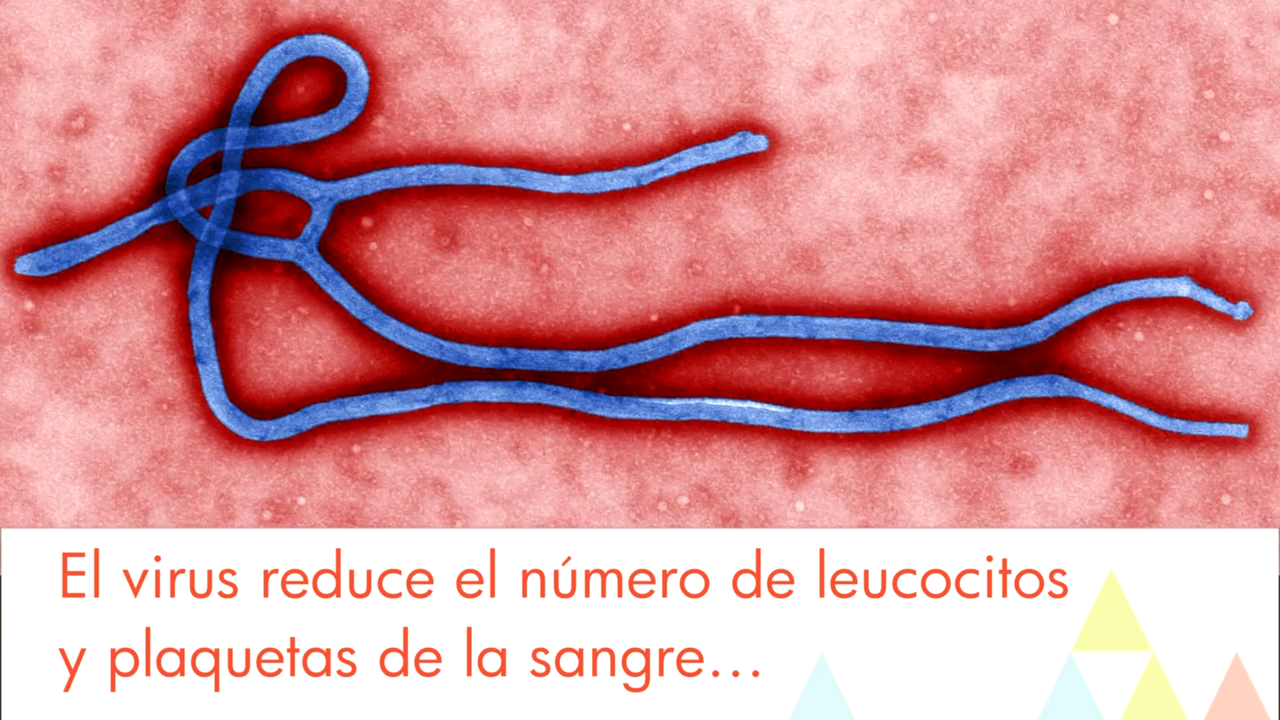 El virus reduce el número de leucocitos
y plaquetas de la sangre...